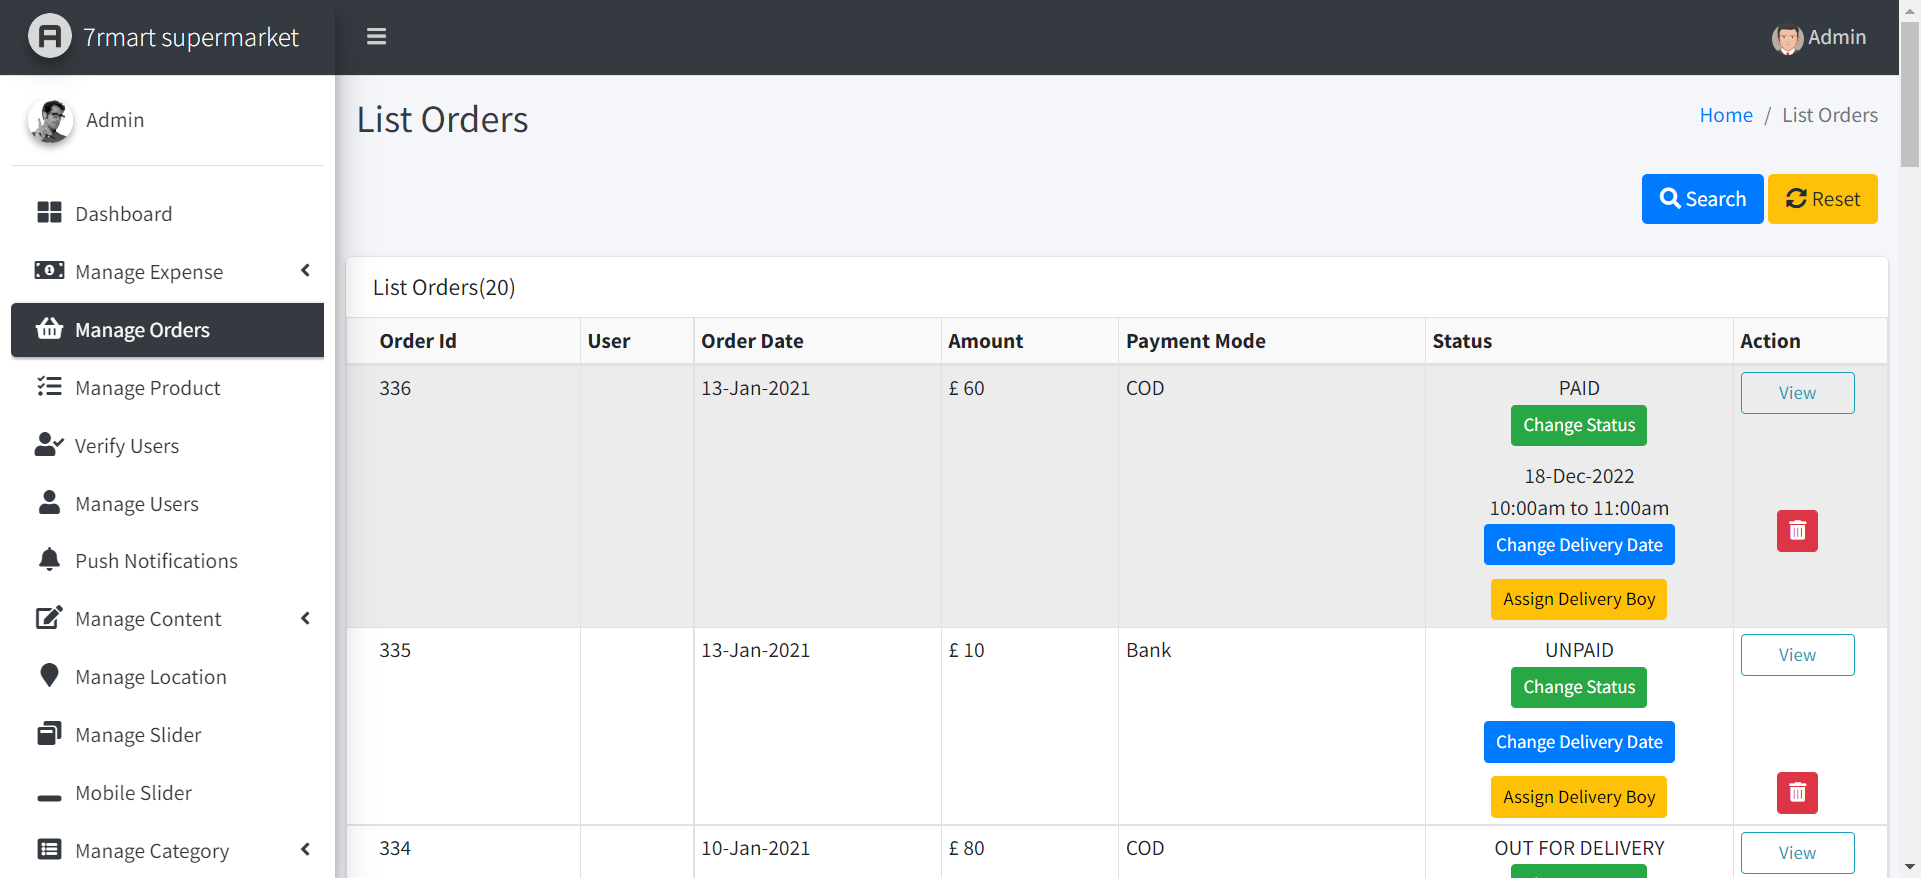 7rmart supermarket
Admin
Admin
Dashboard
Manage Expense
Manage Orders
Manage Product
Verify Users
Manage Users
Push Notifications
Manage Content
Manage Location
Manage Slider
Mobile Slider
Manage Category
List Orders
Home / List Orders
Search Reset
List Orders(20)
Order Id User Order Date Amount Payment Mode Status Action
336 13-Jan-2021 £ 60 COD PAID View
Change Status
18-Dec-2022
10:00am to 11:00am
Change Delivery Date
Assign Delivery Boy
335 13-Jan-2021 £ 10 Bank UNPAID View
Change Status
Change Delivery Date
Assign Delivery Boy
334 10-Jan-2021 £ 80 COD OUT FOR DELIVERY View